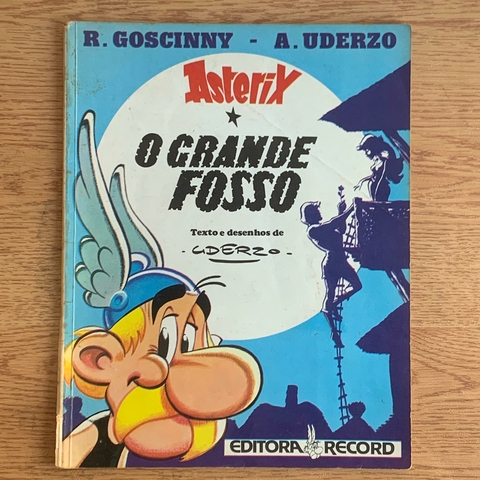 R. GOSCINNY - A. UDERZO
Asterix
O GRANDE
FOSSO
Texto e desenhos de
- UDERZO -
EDITORA RECORD